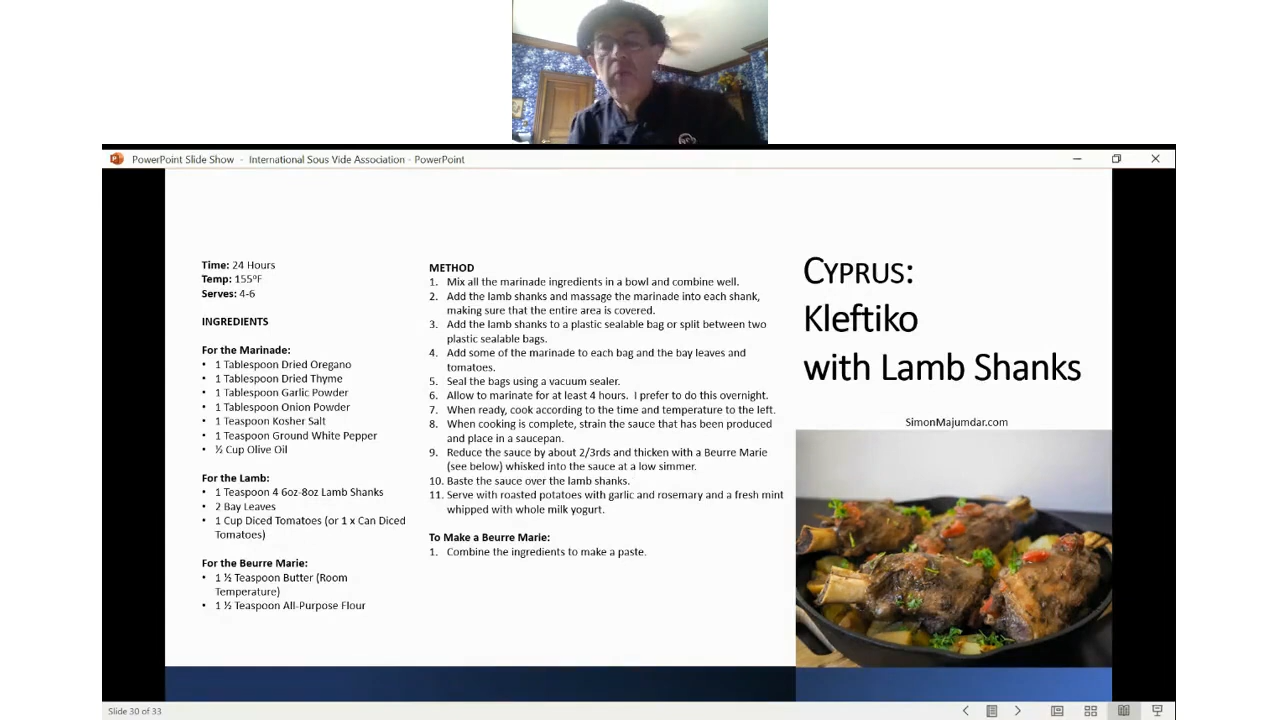 PowerPoint Slide Show - International Sous Vide Association - PowerPoint
Time: 24 Hours
Temp: 155ºF
Serves: 4-6
INGREDIENTS
For the Marinade:
• 1 Tablespoon Dried Oregano
• 1 Tablespoon Dried Thyme
• 1 Tablespoon Garlic Powder
• 1 Tablespoon Onion Powder
• 1 Teaspoon Kosher Salt
• 1 Teaspoon Ground White Pepper
• ½ Cup Olive Oil
For the Lamb:
• 1 Teaspoon 4 6oz-8oz Lamb Shanks
• 2 Bay Leaves
• 1 Cup Diced Tomatoes (or 1 x Can Diced
Tomatoes)
For the Beurre Marie:
• 1 ½ Teaspoon Butter (Room
Temperature)
• 1 ½ Teaspoon All-Purpose Flour
METHOD
1. Mix all the marinade ingredients in a bowl and combine well.
2. Add the lamb shanks and massage the marinade into each shank,
making sure that the entire area is covered.
3. Add the lamb shanks to a plastic sealable bag or split between two
plastic sealable bags.
4. Add some of the marinade to each bag and the bay leaves and
tomatoes.
5. Seal the bags using a vacuum sealer.
6. Allow to marinate for at least 4 hours. I prefer to do this overnight.
7. When ready, cook according to the time and temperature to the left.
8. When cooking is complete, strain the sauce that has been produced
and place in a saucepan.
9. Reduce the sauce by about 2/3rds and thicken with a Beurre Marie
(see below) whisked into the sauce at a low simmer.
10. Baste the sauce over the lamb shanks.
11. Serve with roasted potatoes with garlic and rosemary and a fresh mint
whipped with whole milk yogurt.
To Make a Beurre Marie:
1. Combine the ingredients to make a paste.
CYPRUS:
Kleftiko
with Lamb Shanks
SimonMajumdar.com
Slide 30 of 33